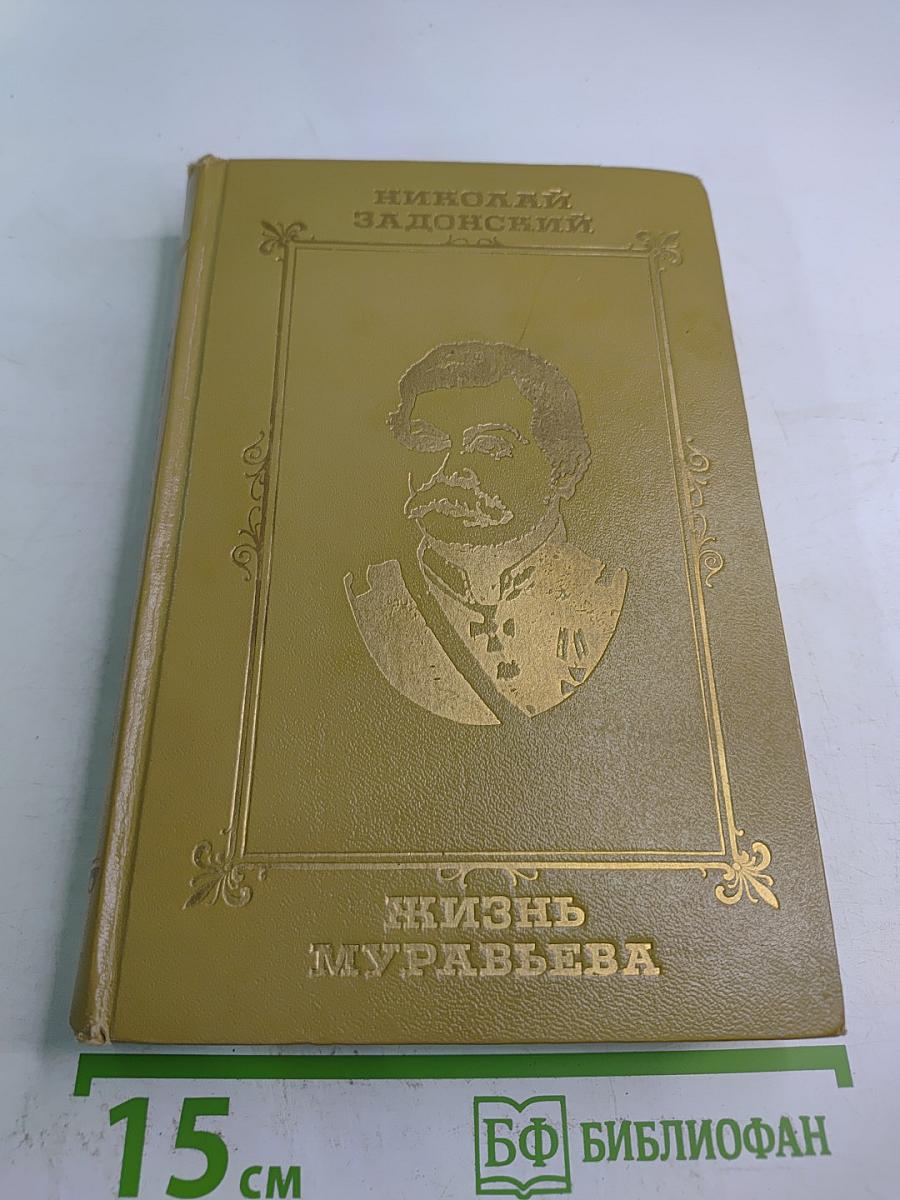 НИКОЛАЙ
ЗАДОНСКИЙ
ЖИЗНЬ
МУРАВЬЕВА
15 см
БФ БИБЛИОФАН